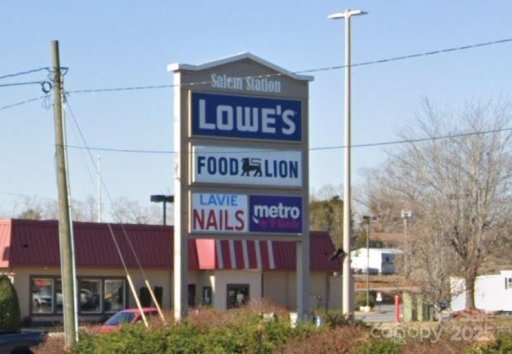 Salem Station
LOWE'S
FOOD LION
LAVIE
NAILS
metro
canopy 2025